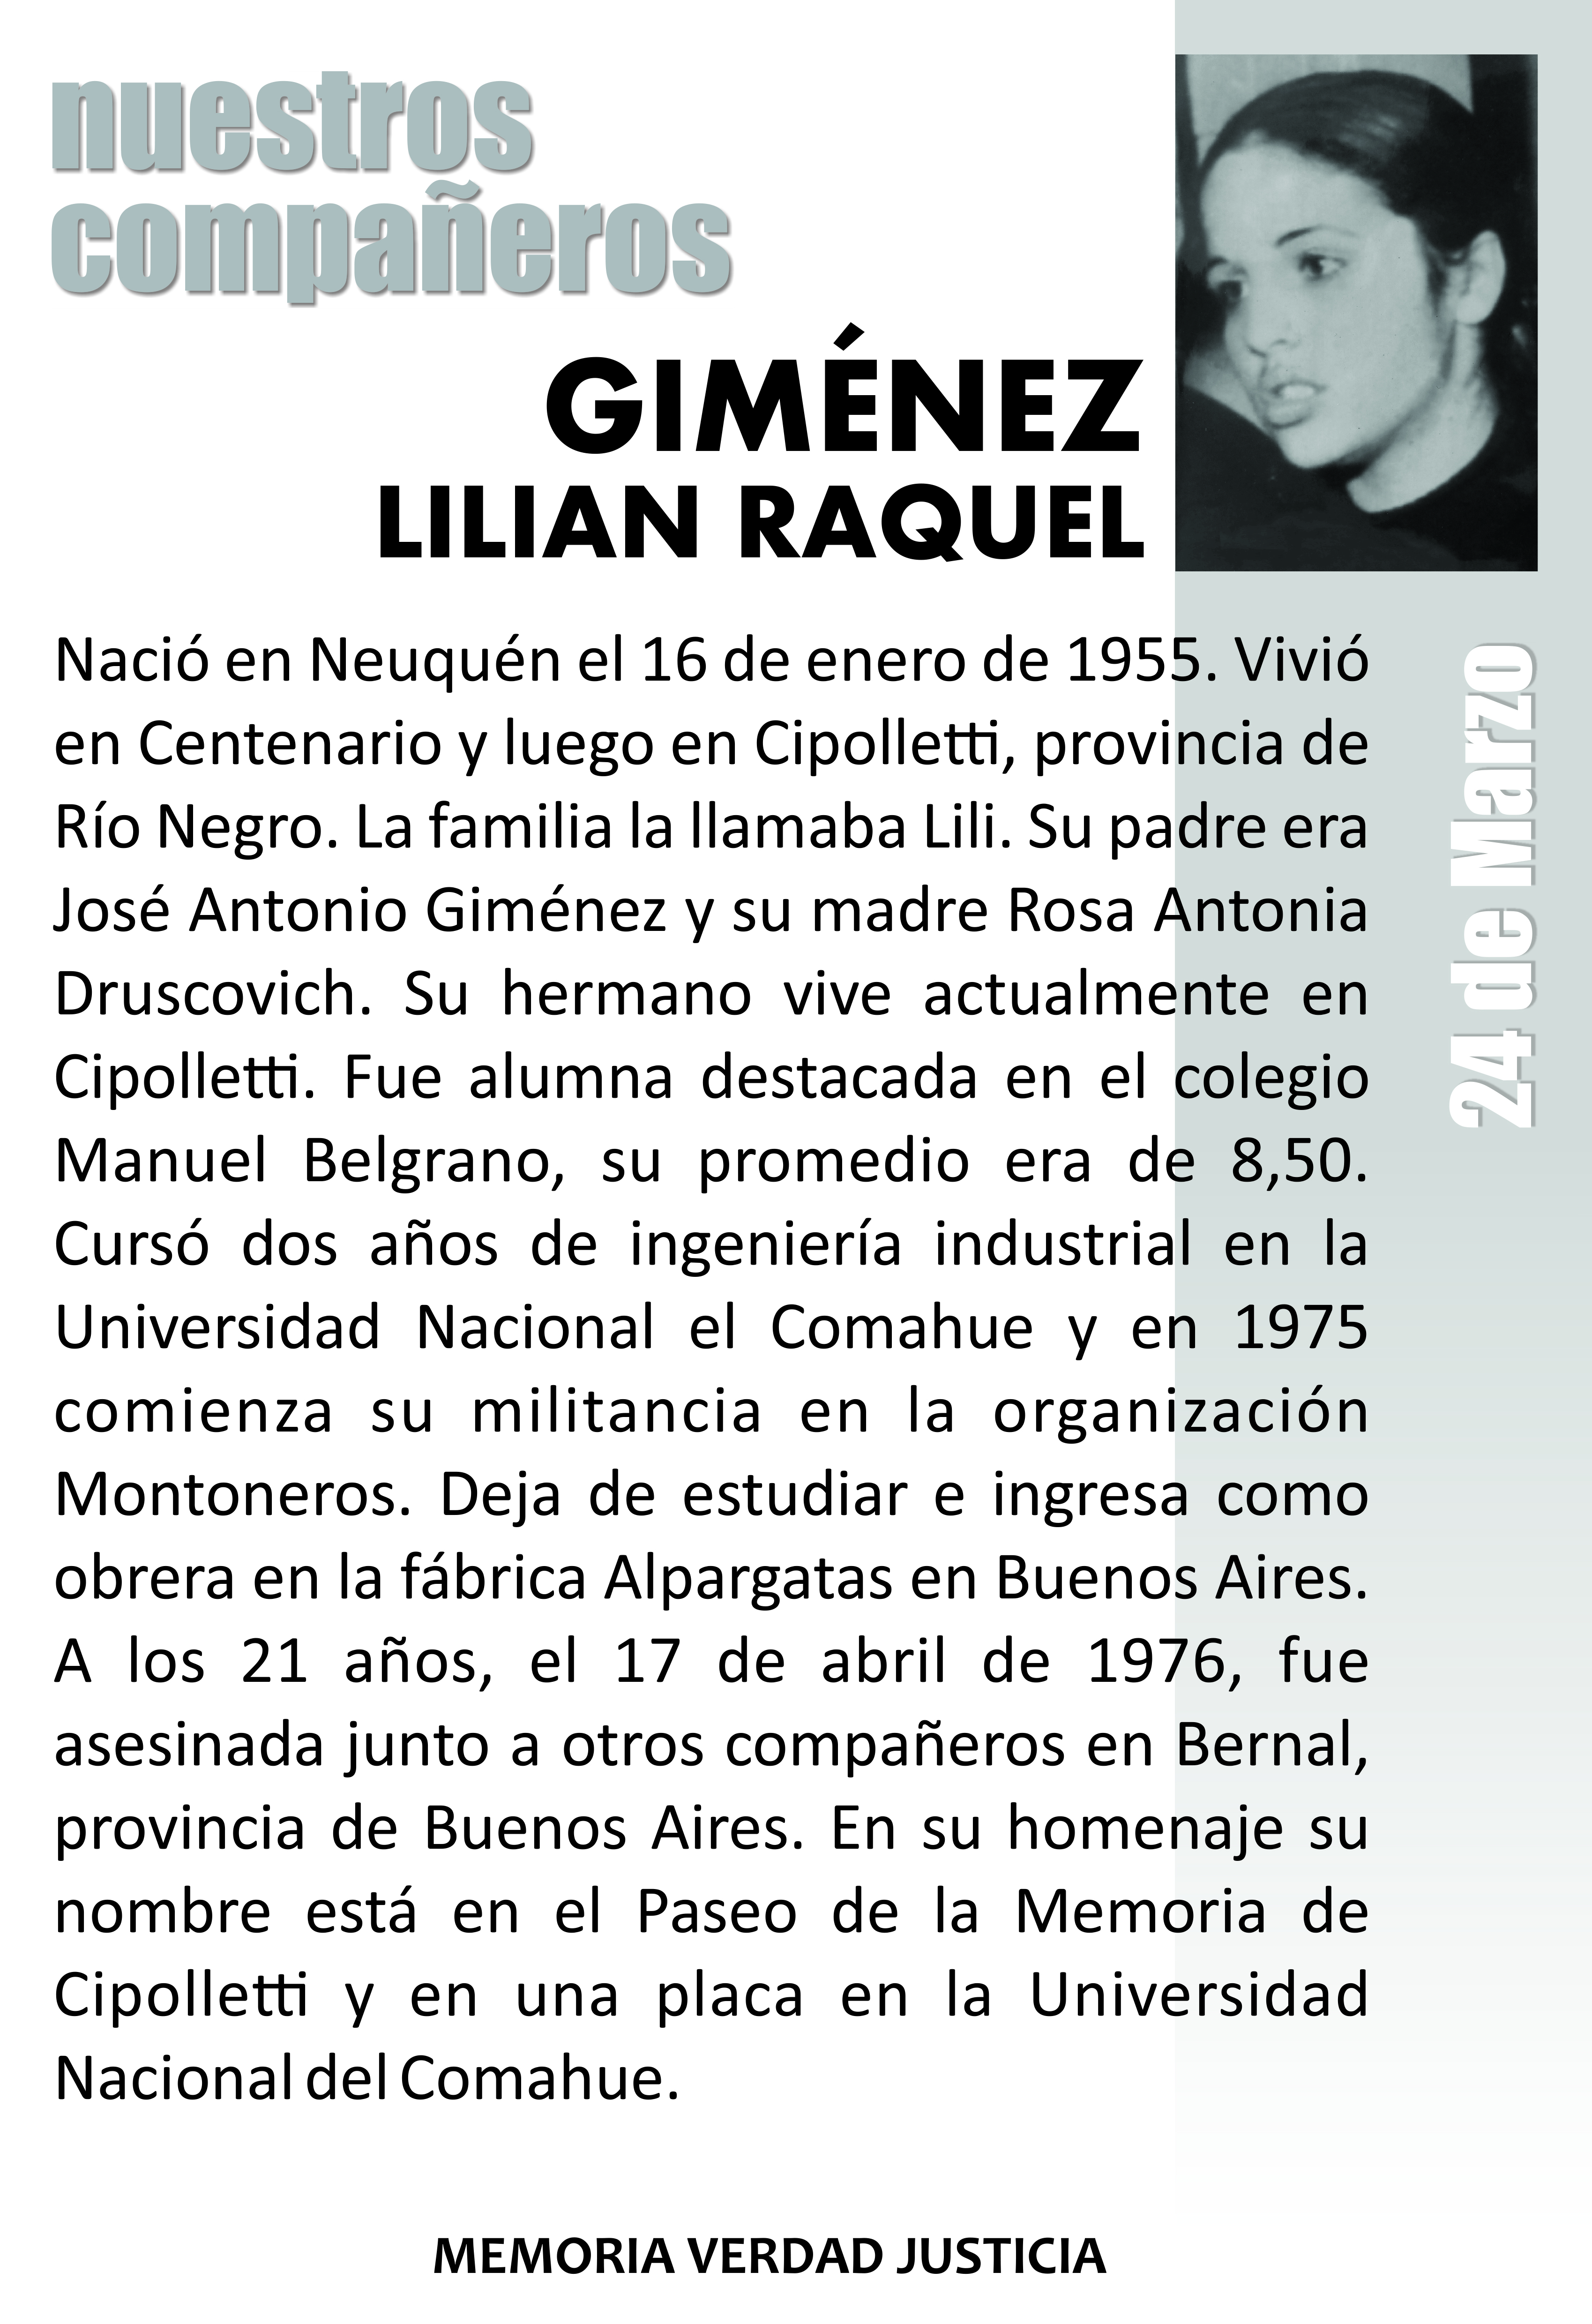 nuestros
compañeros
GIMÉNEZ
LILIAN RAQUEL
Nació en Neuquén el 16 de enero de 1955. Vivió
en Centenario y luego en Cipolletti, provincia de
Río Negro. La familia la llamaba Lili. Su padre era
José Antonio Giménez y su madre Rosa Antonia
Druscovich. Su hermano vive actualmente en
Cipolletti. Fue alumna destacada en el colegio
Manuel Belgrano, su promedio era de 8,50.
Cursó dos años de ingeniería industrial en la
Universidad Nacional el Comahue y en 1975
comienza su militancia en la organización
Montoneros. Deja de estudiar e ingresa como
obrera en la fábrica Alpargatas en Buenos Aires.
A los 21 años, el 17 de abril de 1976, fue
asesinada junto a otros compañeros en Bernal,
provincia de Buenos Aires. En su homenaje su
nombre está en el Paseo de la Memoria de
Cipolletti y en una placa en la Universidad
Nacional del Comahue.
24 de Marzo
MEMORIA VERDAD JUSTICIA